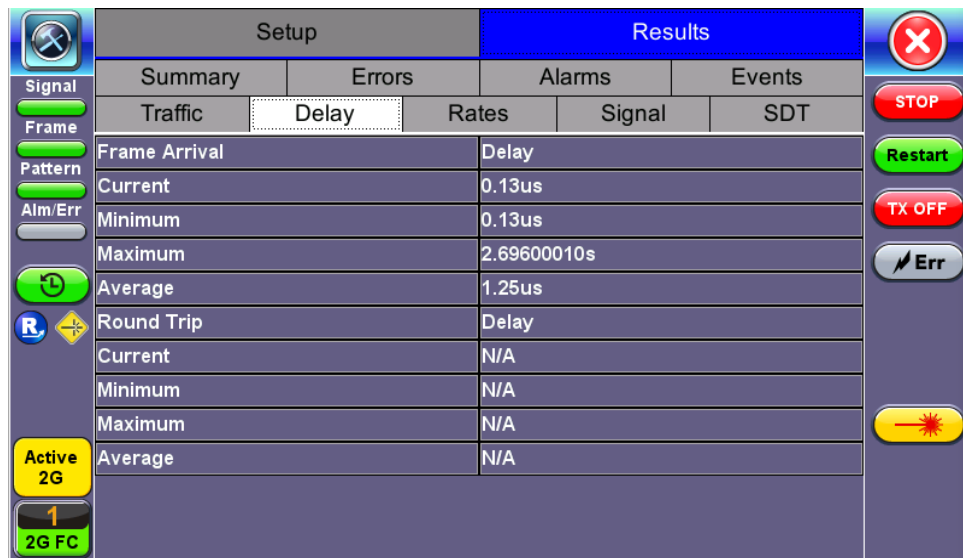 Setup Results
Summary Errors Alarms Events
Traffic Delay Rates Signal SDT
Signal
Frame
Pattern
Alm/Err
R.
Active
2G
1
2G FC
Frame Arrival Delay
Current 0.13us
Minimum 0.13us
Maximum 2.69600010s
Average 1.25us
Round Trip Delay
Current N/A
Minimum N/A
Maximum N/A
Average N/A
STOP
Restart
TX OFF
Err